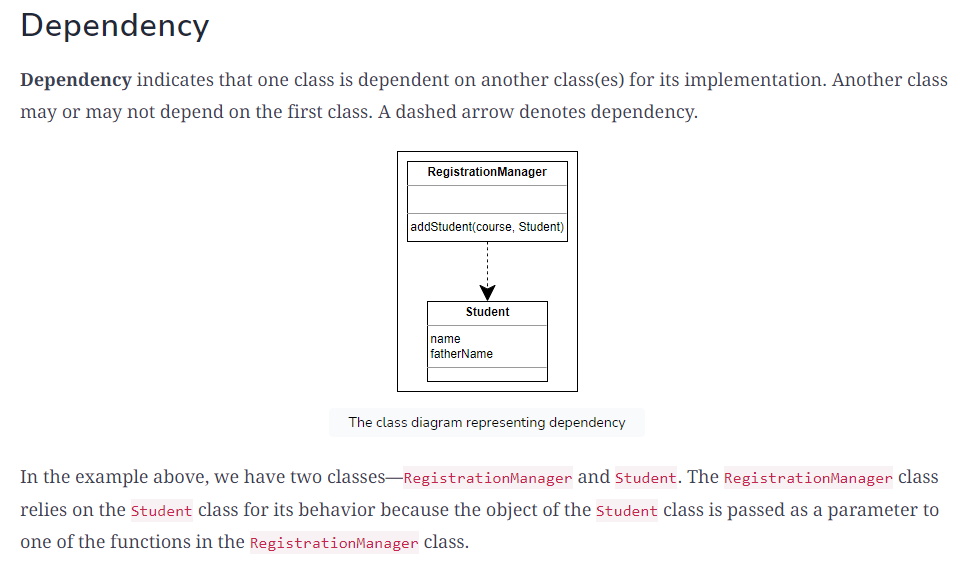 Dependency
Dependency indicates that one class is dependent on another class(es) for its implementation. Another class
may or may not depend on the first class. A dashed arrow denotes dependency.
RegistrationManager
addStudent(course, Student)
Student
name
fatherName
The class diagram representing dependency
In the example above, we have two classes—RegistrationManager and Student. The RegistrationManager class
relies on the Student class for its behavior because the object of the Student class is passed as a parameter to
one of the functions in the RegistrationManager class.